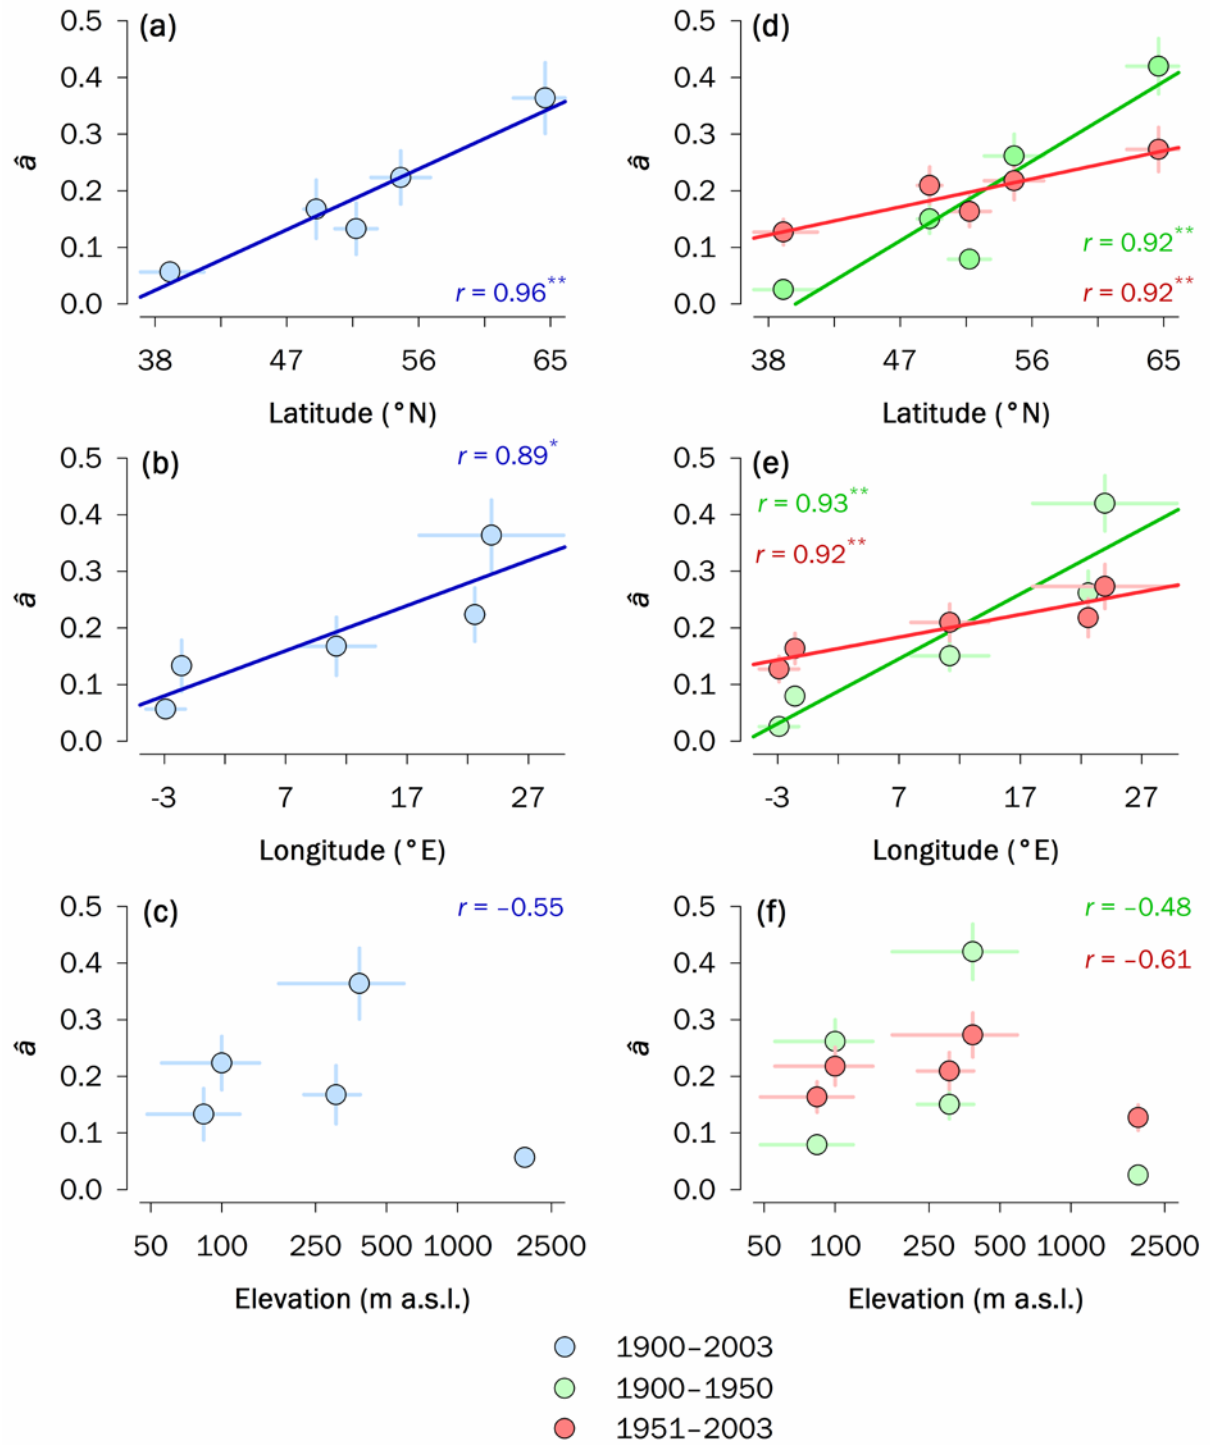 (a)
0.5
0.4
0.3
0.2
0.1
0.0
â
r = 0.96**
38 47 56 65
Latitude (°N)
(d)
0.5
0.4
0.3
0.2
0.1
0.0
â
r = 0.92**
r = 0.92**
38 47 56 65
Latitude (°N)
(b)
r = 0.89*
0.5
0.4
0.3
0.2
0.1
0.0
â
-3 7 17 27
Longitude (°E)
(e)
0.5
0.4
0.3
0.2
0.1
0.0
â
r = 0.93**
r = 0.92**
-3 7 17 27
Longitude (°E)
(c)
r = –0.55
0.5
0.4
0.3
0.2
0.1
0.0
â
50 100 250 500 1000 2500
Elevation (m a.s.l.)
(f)
r = –0.48
r = –0.61
0.5
0.4
0.3
0.2
0.1
0.0
â
50 100 250 500 1000 2500
Elevation (m a.s.l.)
1900–2003
1900–1950
1951–2003